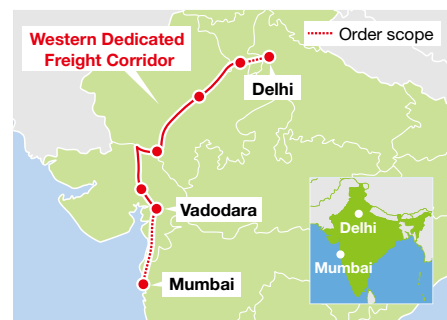 Western Dedicated
Freight Corridor
Order scope
Delhi
Vadodara
Mumbai
Delhi
Mumbai